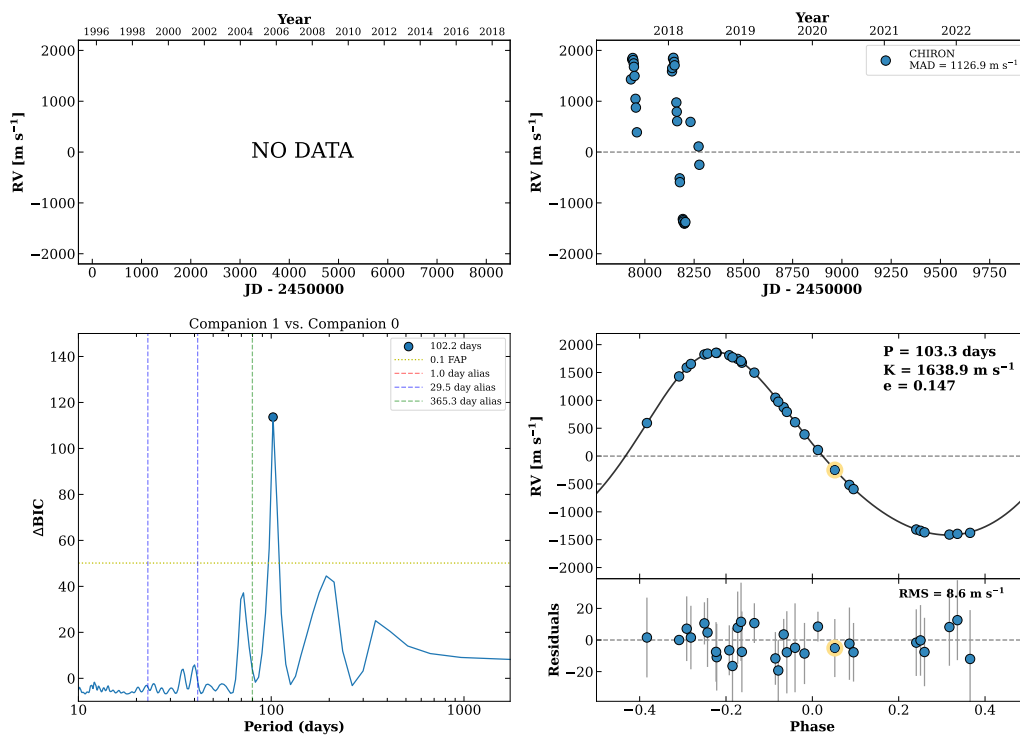 Year
1996 1998 2000 2002 2004 2006 2008 2010 2012 2014 2016 2018
2000
1000
0
−1000
−2000
RV [m s⁻¹]
NO DATA
0 1000 2000 3000 4000 5000 6000 7000 8000
JD - 2450000
Year
2018 2019 2020 2021 2022
2000
1000
0
−1000
−2000
RV [m s⁻¹]
CHIRON
MAD = 1126.9 m s⁻¹
8000 8250 8500 8750 9000 9250 9500 9750
JD - 2450000
Companion 1 vs. Companion 0
140
120
100
80
60
40
20
0
ΔBIC
102.2 days
0.1 FAP
1.0 day alias
29.5 day alias
365.3 day alias
10 100 1000
Period (days)
2000
1500
1000
500
0
−500
−1000
−1500
−2000
RV [m s⁻¹]
P = 103.3 days
K = 1638.9 m s⁻¹
e = 0.147
20
0
−20
Residuals
RMS = 8.6 m s⁻¹
−0.4 −0.2 0.0 0.2 0.4
Phase